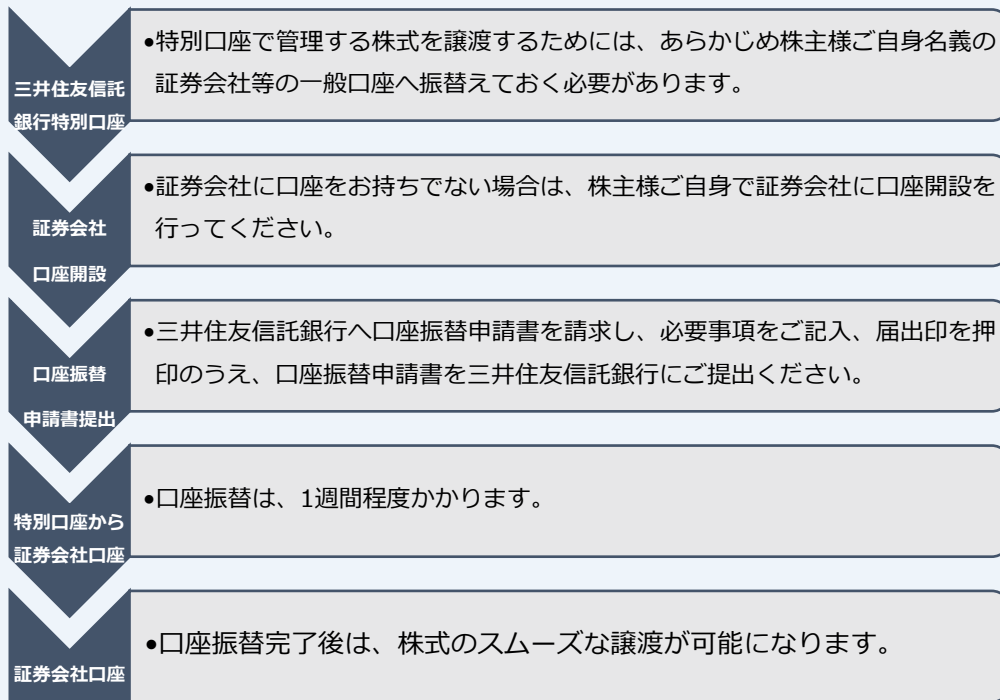 三井住友信託
銀行特別口座
•特別口座で管理する株式を譲渡するためには、あらかじめ株主様ご自身名義の
証券会社等の一般口座へ振替えておく必要があります。
証券会社
口座開設
•証券会社に口座をお持ちでない場合は、株主様ご自身で証券会社に口座開設を
行ってください。
口座振替
申請書提出
•三井住友信託銀行へ口座振替申請書を請求し、必要事項をご記入、届出印を押
印のうえ、口座振替申請書を三井住友信託銀行にご提出ください。
特別口座から
証券会社口座
•口座振替は、1週間程度かかります。
証券会社口座
•口座振替完了後は、株式のスムーズな譲渡が可能になります。